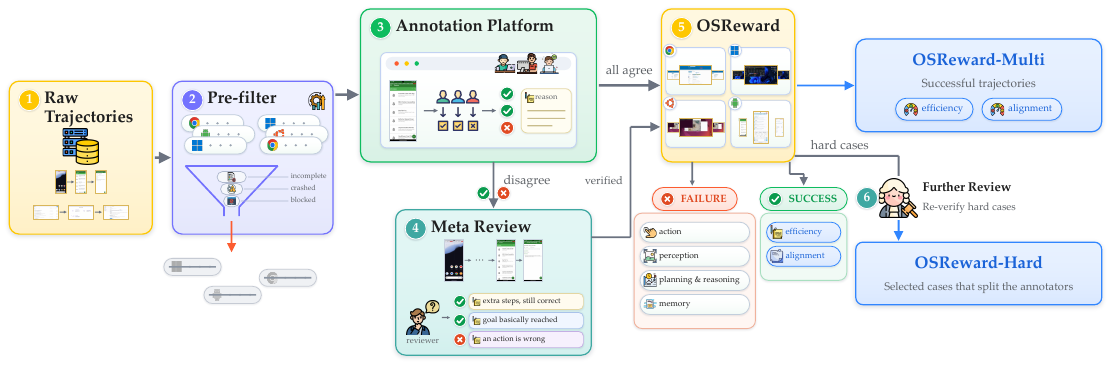 1 Raw
Trajectories
2 Pre-filter
incomplete
crashed
blocked
3 Annotation Platform
reason
all agree
disagree
verified
4 Meta Review
reviewer
extra steps, still correct
goal basically reached
an action is wrong
5 OSReward
FAILURE
action
perception
planning & reasoning
memory
SUCCESS
efficiency
alignment
OSReward-Multi
Successful trajectories
efficiency
alignment
hard cases
6 Further Review
Re-verify hard cases
OSReward-Hard
Selected cases that split the annotators